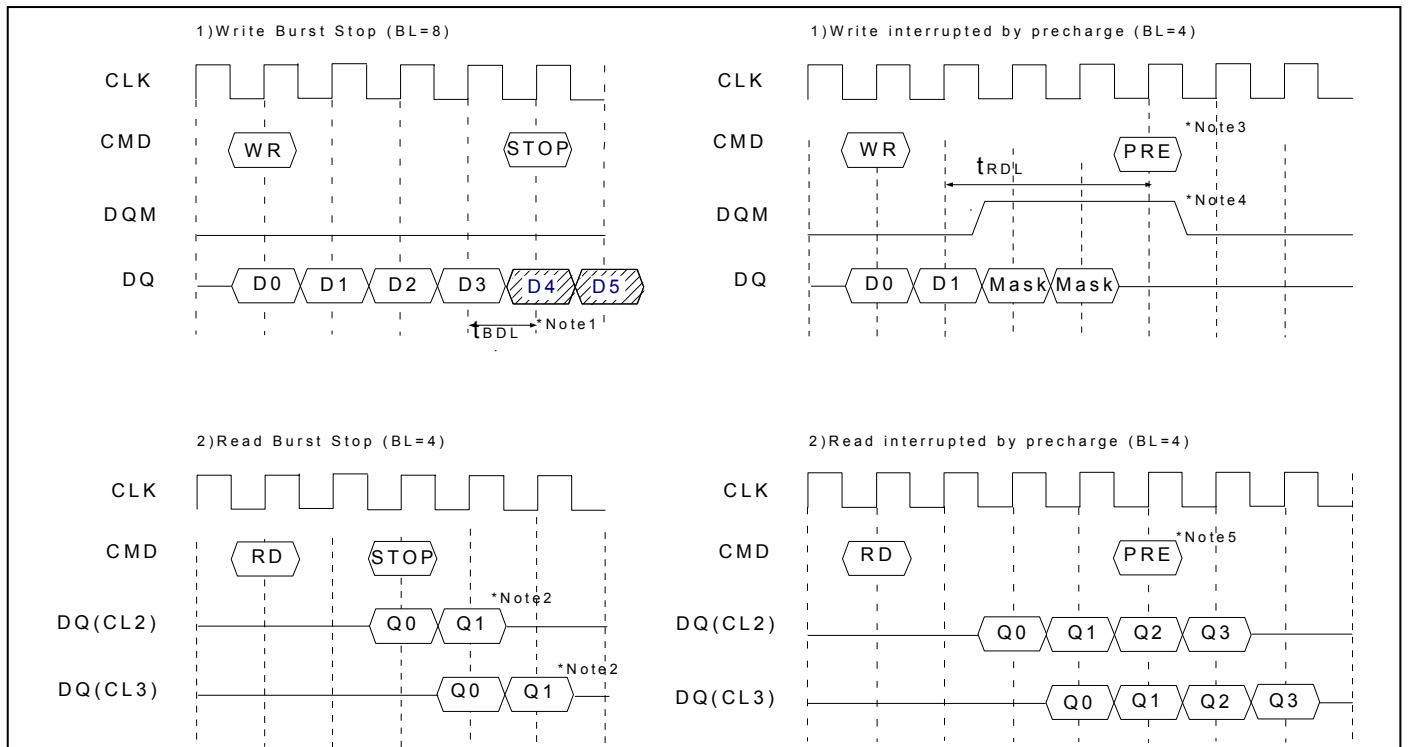 1)Write Burst Stop (BL=8)
CLK
CMD
WR
STOP
DQM
DQ
D0
D1
D2
D3
D4
D5
tBDL
*Note1
1)Write interrupted by precharge (BL=4)
CLK
CMD
WR
PRE
*Note3
tRDL
DQM
*Note4
DQ
D0
D1
Mask
Mask
2)Read Burst Stop (BL=4)
CLK
CMD
RD
STOP
DQ(CL2)
Q0
Q1
*Note2
DQ(CL3)
Q0
Q1
*Note2
2)Read interrupted by precharge (BL=4)
CLK
CMD
RD
PRE
*Note5
DQ(CL2)
Q0
Q1
Q2
Q3
DQ(CL3)
Q0
Q1
Q2
Q3